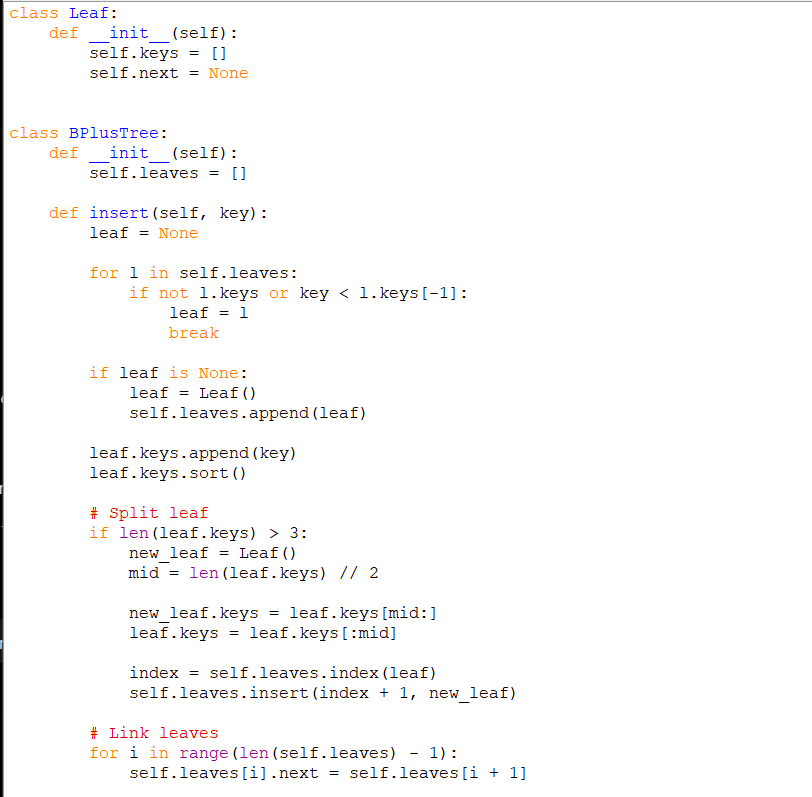 class Leaf:
    def __init__(self):
        self.keys = []
        self.next = None
class BPlusTree:
    def __init__(self):
        self.leaves = []
    def insert(self, key):
        leaf = None
        for l in self.leaves:
            if not l.keys or key < l.keys[-1]:
                leaf = l
                break
        if leaf is None:
            leaf = Leaf()
            self.leaves.append(leaf)
        leaf.keys.append(key)
        leaf.keys.sort()
        # Split leaf
        if len(leaf.keys) > 3:
            new_leaf = Leaf()
            mid = len(leaf.keys) // 2
            new_leaf.keys = leaf.keys[mid:]
            leaf.keys = leaf.keys[:mid]
            index = self.leaves.index(leaf)
            self.leaves.insert(index + 1, new_leaf)
        # Link leaves
        for i in range(len(self.leaves) - 1):
            self.leaves[i].next = self.leaves[i + 1]